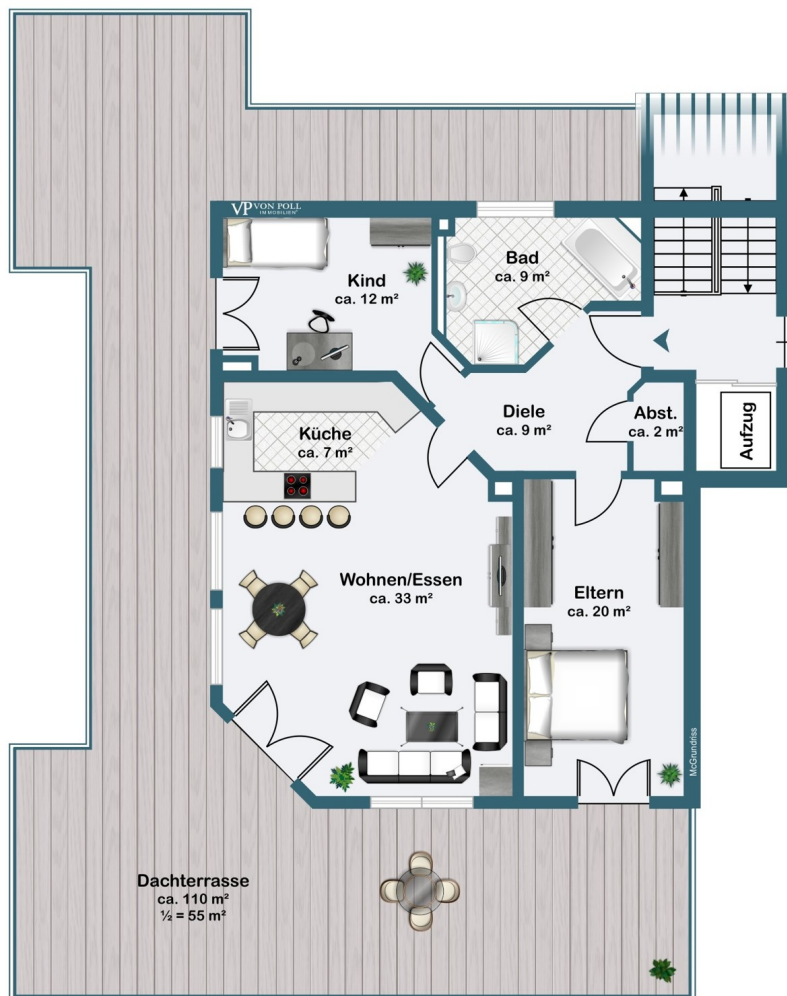 VP VON POLL
IMMOBILIEN®
Kind
ca. 12 m²
Bad
ca. 9 m²
Küche
ca. 7 m²
Diele
ca. 9 m²
Abst.
ca. 2 m²
Aufzug
Wohnen/Essen
ca. 33 m²
Eltern
ca. 20 m²
McGrundriss
Dachterrasse
ca. 110 m²
½ = 55 m²